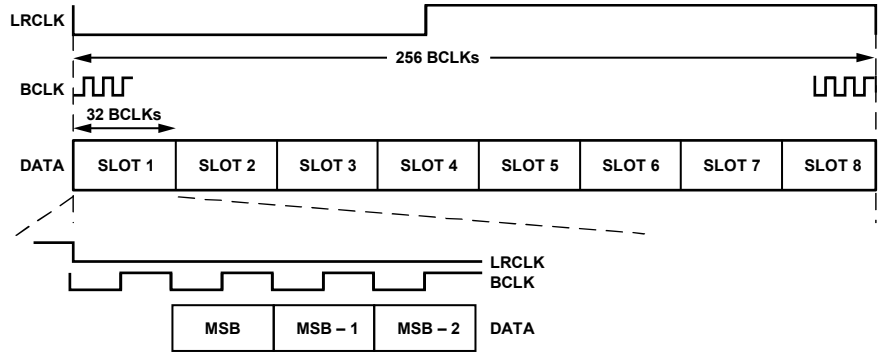 LRCLK
256 BCLKs
BCLK
32 BCLKs
DATA SLOT 1 SLOT 2 SLOT 3 SLOT 4 SLOT 5 SLOT 6 SLOT 7 SLOT 8
LRCLK
BCLK
MSB MSB – 1 MSB – 2 DATA